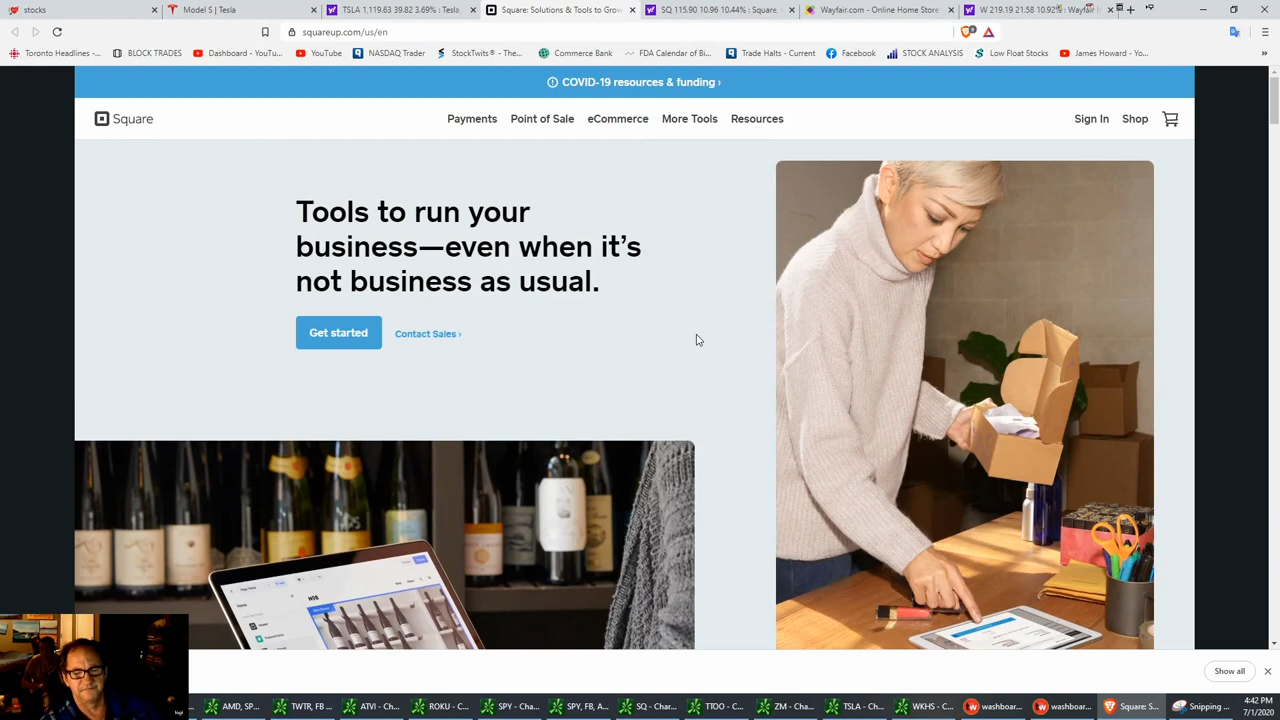 stocks
Model S | Tesla
TSLA 1,119.63 39.82 3.69% : Tesla,
Square: Solutions & Tools to Grow
SQ 115.90 10.96 10.44% : Square,
Wayfair.com - Online Home Store
W 219.19 21.58 10.92% : Wayfair
squareup.com/us/en
Toronto Headlines -...
BLOCK TRADES
Dashboard - YouTu...
YouTube
NASDAQ Trader
StockTwits® - The...
Commerce Bank
FDA Calendar of Bi...
Trade Halts - Current
Facebook
STOCK ANALYSIS
Low Float Stocks
James Howard - Yo...
COVID-19 resources & funding ›
Square
Payments
Point of Sale
eCommerce
More Tools
Resources
Sign In
Shop
Tools to run your
business—even when it's
not business as usual.
Get started
Contact Sales ›
Show all
AMD, SP...
TWTR, FB ...
ATVI - Cha...
ROKU - Ch...
SPY - Char...
SPY, FB, A...
SQ - Char...
TTOO - C...
ZM - Char...
TSLA - Ch...
WKHS - C...
washboar...
washboar...
Square: S...
Snipping ...
4:42 PM
7/1/2020